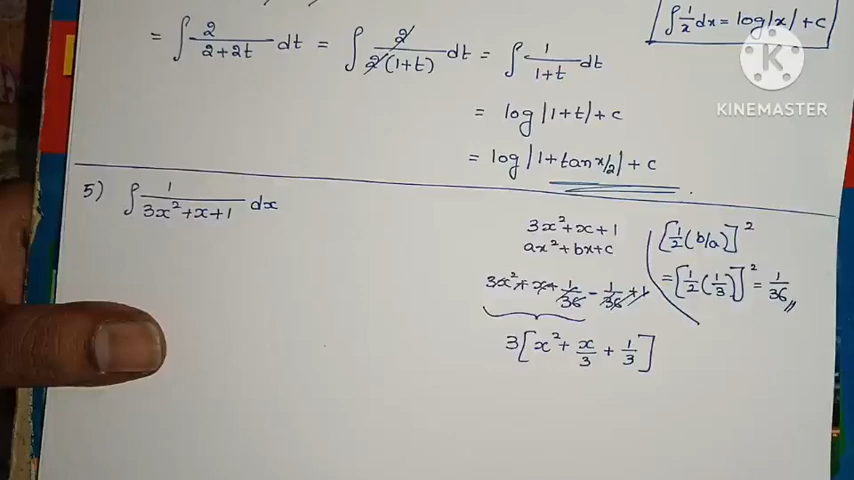 = ∫ 2/(2+2t) dt = ∫ 2/(2(1+t)) dt = ∫ 1/(1+t) dt
∫ 1/x dx = log|x| + c
KINEMASTER
= log |1+t| + c
= log |1+tan x/2| + c
5) ∫ 1/(3x²+x+1) dx
3x²+x+1
ax²+bx+c
3x²+x+1/36 - 1/36 + 1
3[x² + x/3 + 1/3]
[1/2 (b/a)]²
= [1/2 (1/3)]² = 1/36 //